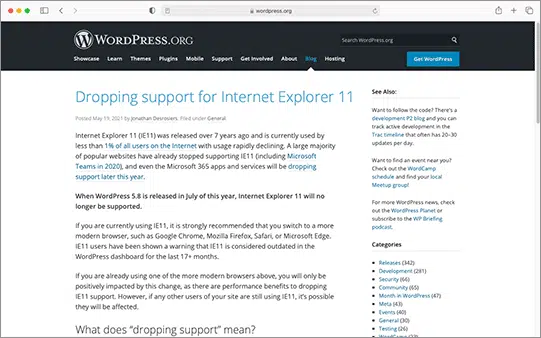 wordpress.org
WORDPRESS.ORG
Search WordPress.org
Showcase Learn Themes Plugins Mobile Support Get Involved About Blog Hosting
Get WordPress
Dropping support for Internet Explorer 11
Posted May 19, 2021 by Jonathan Desrosiers. Filed under General.
Internet Explorer 11 (IE11) was released over 7 years ago and is currently used by
less than 1% of all users on the Internet with usage rapidly declining. A large majority
of popular websites have already stopped supporting IE11 (including Microsoft
Teams in 2020), and even the Microsoft 365 apps and services will be dropping
support later this year.
When WordPress 5.8 is released in July of this year, Internet Explorer 11 will no
longer be supported.
If you are currently using IE11, it is strongly recommended that you switch to a more
modern browser, such as Google Chrome, Mozilla Firefox, Safari, or Microsoft Edge.
IE11 users have been shown a warning that IE11 is considered outdated in the
WordPress dashboard for the last 17+ months.
If you are already using one of the more modern browsers above, you will only be
positively impacted by this change, as there are performance benefits to dropping
IE11 support. However, if any other users of your site are still using IE11, it's possible
they will be affected.
What does “dropping support” mean?
See Also:
Want to follow the code? There's a
development P2 blog and you can
track active development in the
Trac timeline that often has 20–30
updates per day.
Want to find an event near you?
Check out the WordCamp
schedule and find your local
Meetup group!
For more WordPress news, check
out the WordPress Planet or
subscribe to the WP Briefing
podcast.
Categories
Releases (342)
Development (281)
Security (66)
Community (65)
Month in WordPress (47)
Meta (43)
Events (40)
General (30)
Testing (26)